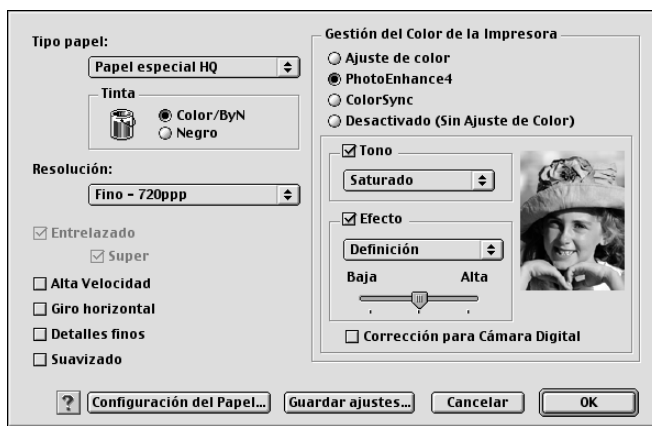 Tipo papel:
Papel especial HQ
Tinta
Color/ByN
Negro
Resolución:
Fino - 720ppp
Entrelazado
Super
Alta Velocidad
Giro horizontal
Detalles finos
Suavizado
Gestión del Color de la Impresora
Ajuste de color
PhotoEnhance4
ColorSync
Desactivado (Sin Ajuste de Color)
Tono
Saturado
Efecto
Definición
Baja Alta
Corrección para Cámara Digital
? Configuración del Papel... Guardar ajustes... Cancelar OK